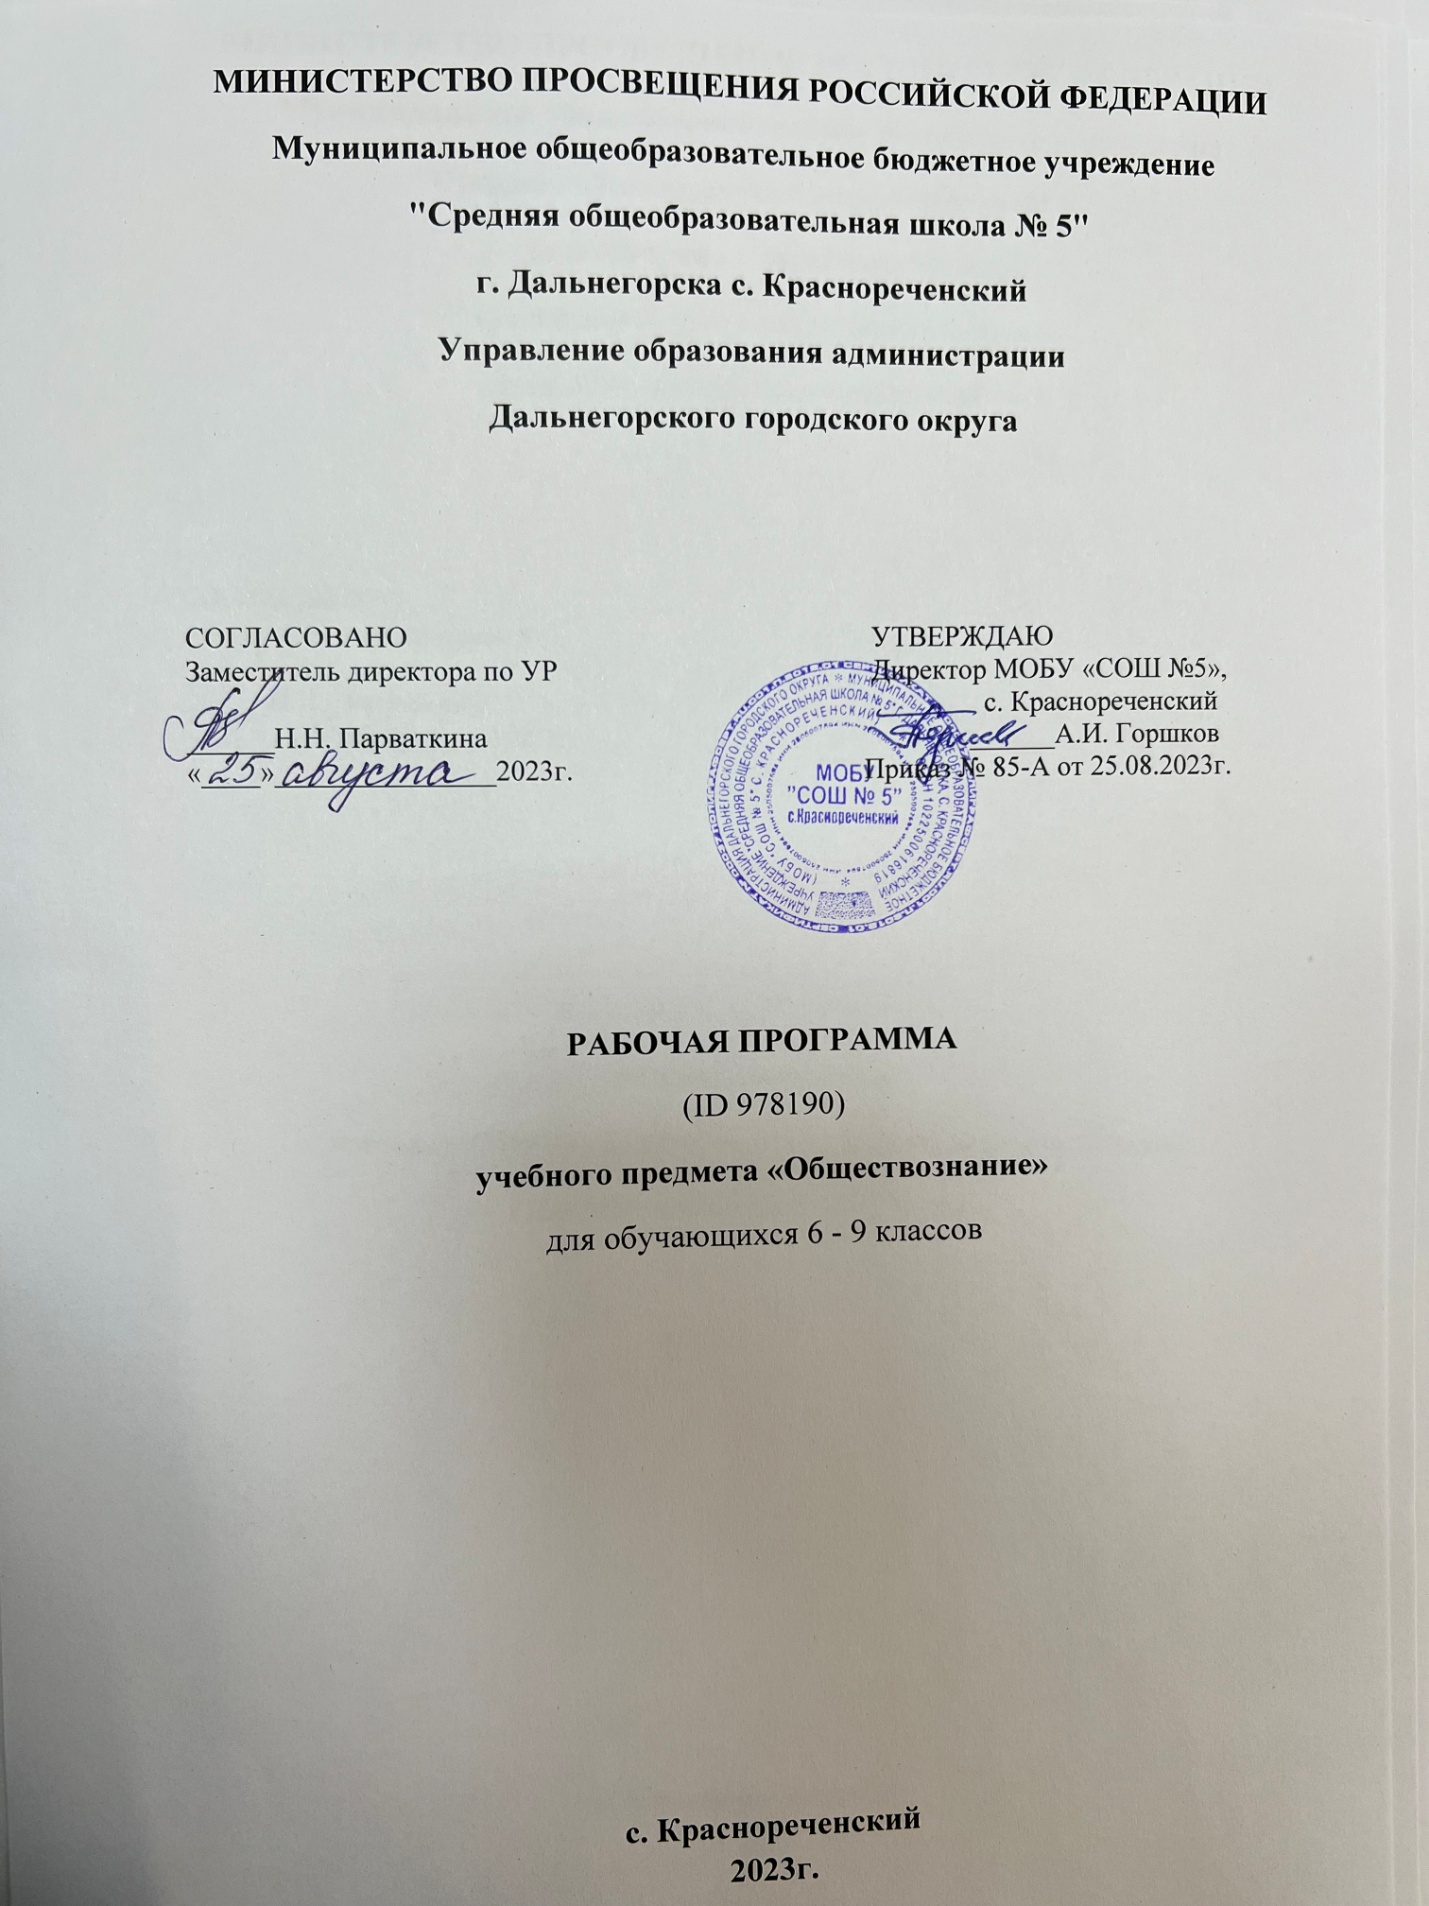 МИНИСТЕРСТВО ПРОСВЕЩЕНИЯ РОССИЙСКОЙ ФЕДЕРАЦИИ
Муниципальное общеобразовательное бюджетное учреждение
"Средняя общеобразовательная школа № 5"
г. Дальнегорска с. Краснореченский
Управление образования администрации
Дальнегорского городского округа
СОГЛАСОВАНО
Заместитель директора по УР
Н.Н. Парваткина
«25» августа 2023г.
УТВЕРЖДАЮ
Директор МОБУ «СОШ №5»,
с. Краснореченский
А.И. Горшков
Приказ № 85-А от 25.08.2023г.
МОБУ
"СОШ № 5"
с.Краснореченский
РАБОЧАЯ ПРОГРАММА
(ID 978190)
учебного предмета «Обществознание»
для обучающихся 6 - 9 классов
с. Краснореченский
2023г.